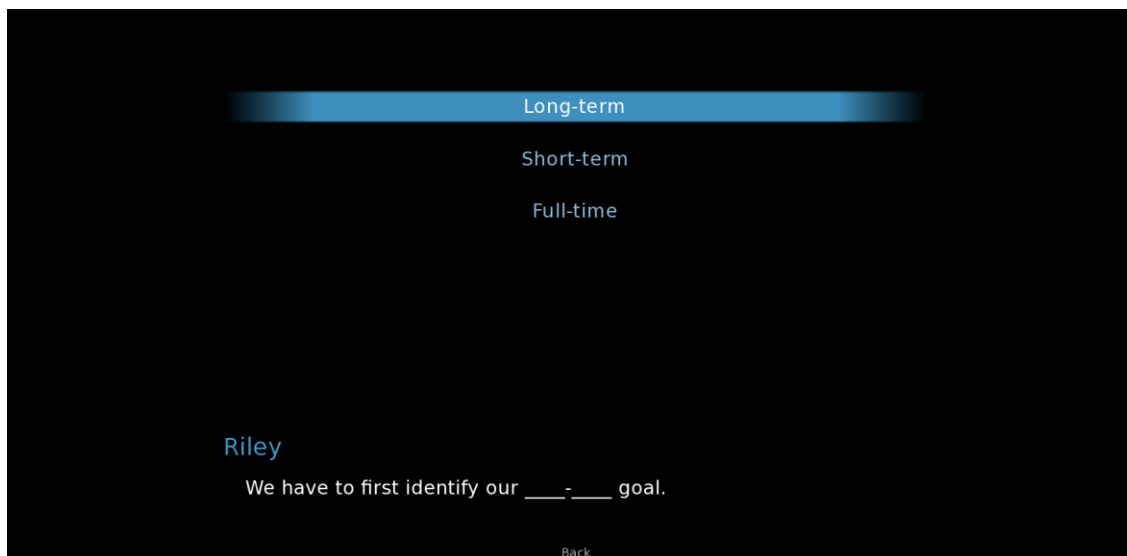 Long-term
Short-term
Full-time
Riley
We have to first identify our ____-____ goal.
Back